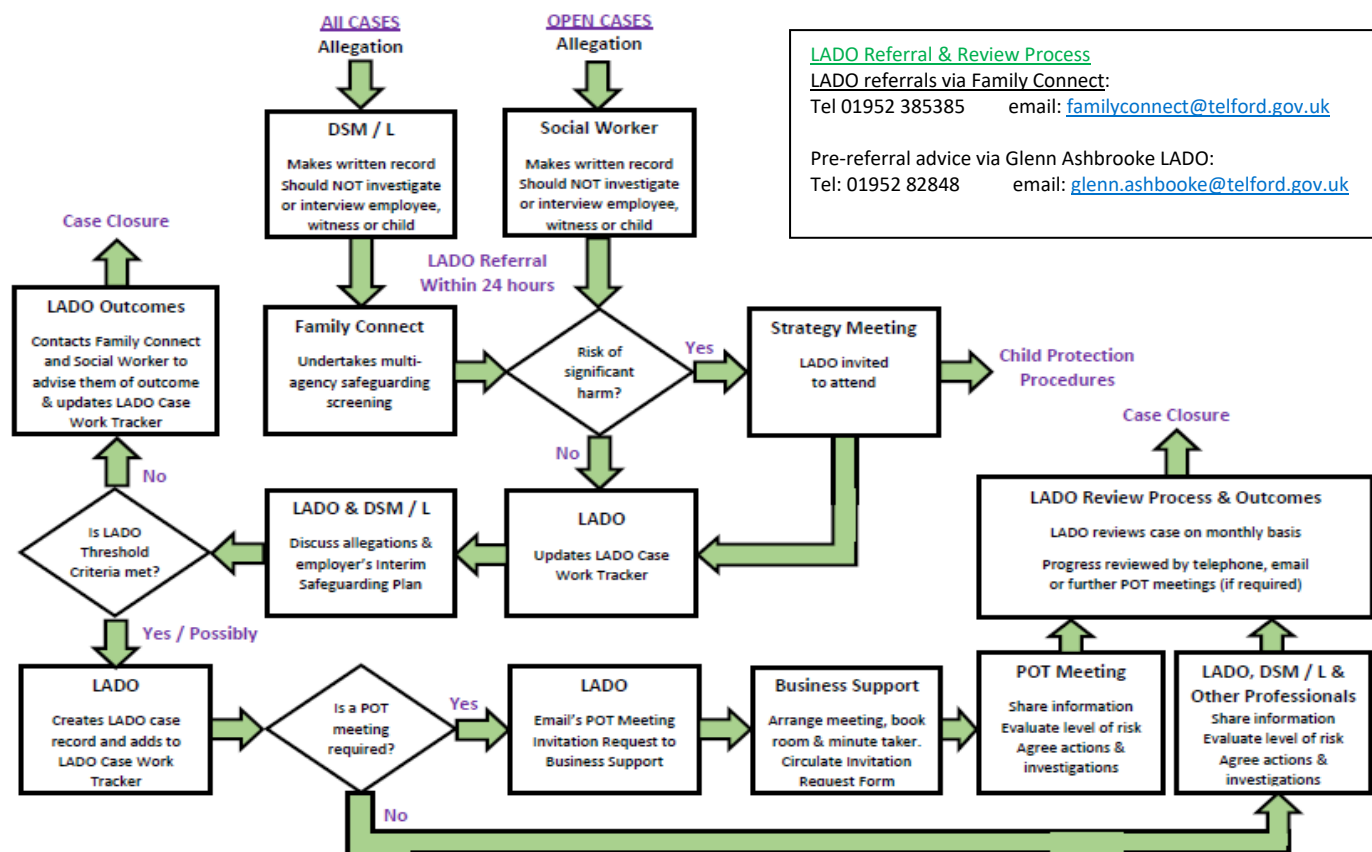 All CASES
Allegation
OPEN CASES
Allegation
LADO Referral & Review Process
LADO referrals via Family Connect:
Tel 01952 385385 email: familyconnect@telford.gov.uk
Pre-referral advice via Glenn Ashbrooke LADO:
Tel: 01952 82848 email: glenn.ashbooke@telford.gov.uk
DSM / L
Makes written record
Should NOT investigate
or interview employee,
witness or child
Social Worker
Makes written record
Should NOT investigate
or interview employee,
witness or child
LADO Referral
Within 24 hours
Case Closure
LADO Outcomes
Contacts Family Connect
and Social Worker to
advise them of outcome
& updates LADO Case
Work Tracker
Family Connect
Undertakes multi-
agency safeguarding
screening
Risk of
significant
harm?
Yes
Strategy Meeting
LADO invited
to attend
Child Protection
Procedures
No
No
Is LADO
Threshold
Criteria met?
LADO & DSM / L
Discuss allegations &
employer's Interim
Safeguarding Plan
LADO
Updates LADO Case
Work Tracker
Case Closure
LADO Review Process & Outcomes
LADO reviews case on monthly basis
Progress reviewed by telephone, email
or further POT meetings (if required)
Yes / Possibly
LADO
Creates LADO case
record and adds to
LADO Case Work
Tracker
Is a POT
meeting
required?
Yes
LADO
Email's POT Meeting
Invitation Request to
Business Support
Business Support
Arrange meeting, book
room & minute taker.
Circulate Invitation
Request Form
POT Meeting
Share information
Evaluate level of risk
Agree actions &
investigations
LADO, DSM / L &
Other Professionals
Share information
Evaluate level of risk
Agree actions &
investigations
No